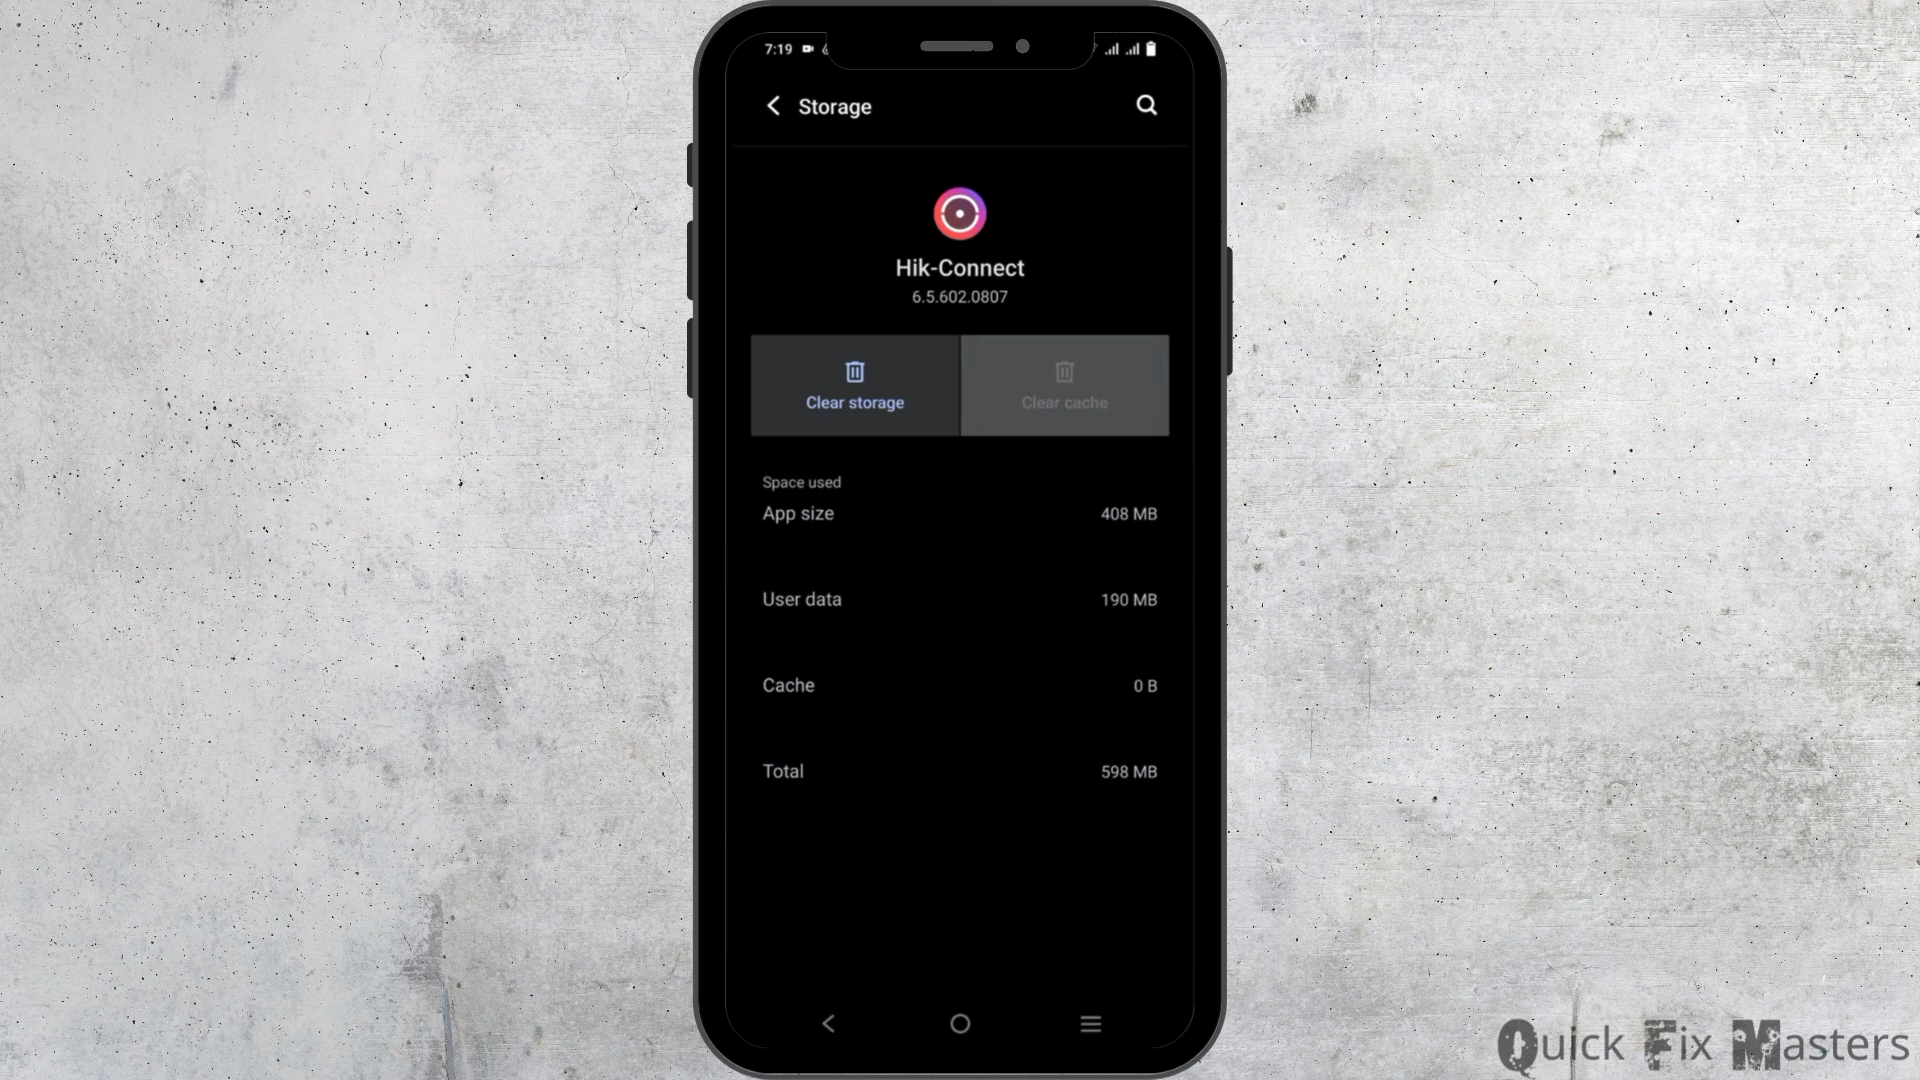 7:19
Storage
Hik-Connect
6.5.602.0807
Clear storage
Clear cache
Space used
App size 408 MB
User data 190 MB
Cache 0 B
Total 598 MB
Quick Fix Masters